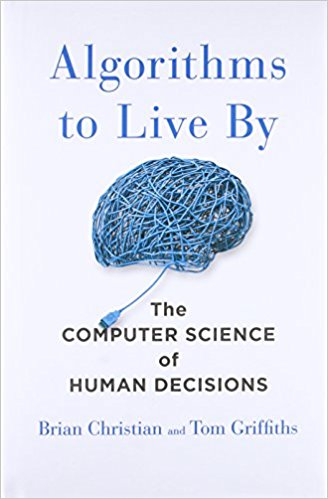 Algorithms
to Live By
The
COMPUTER SCIENCE
of
HUMAN DECISIONS
Brian Christian and Tom Griffiths